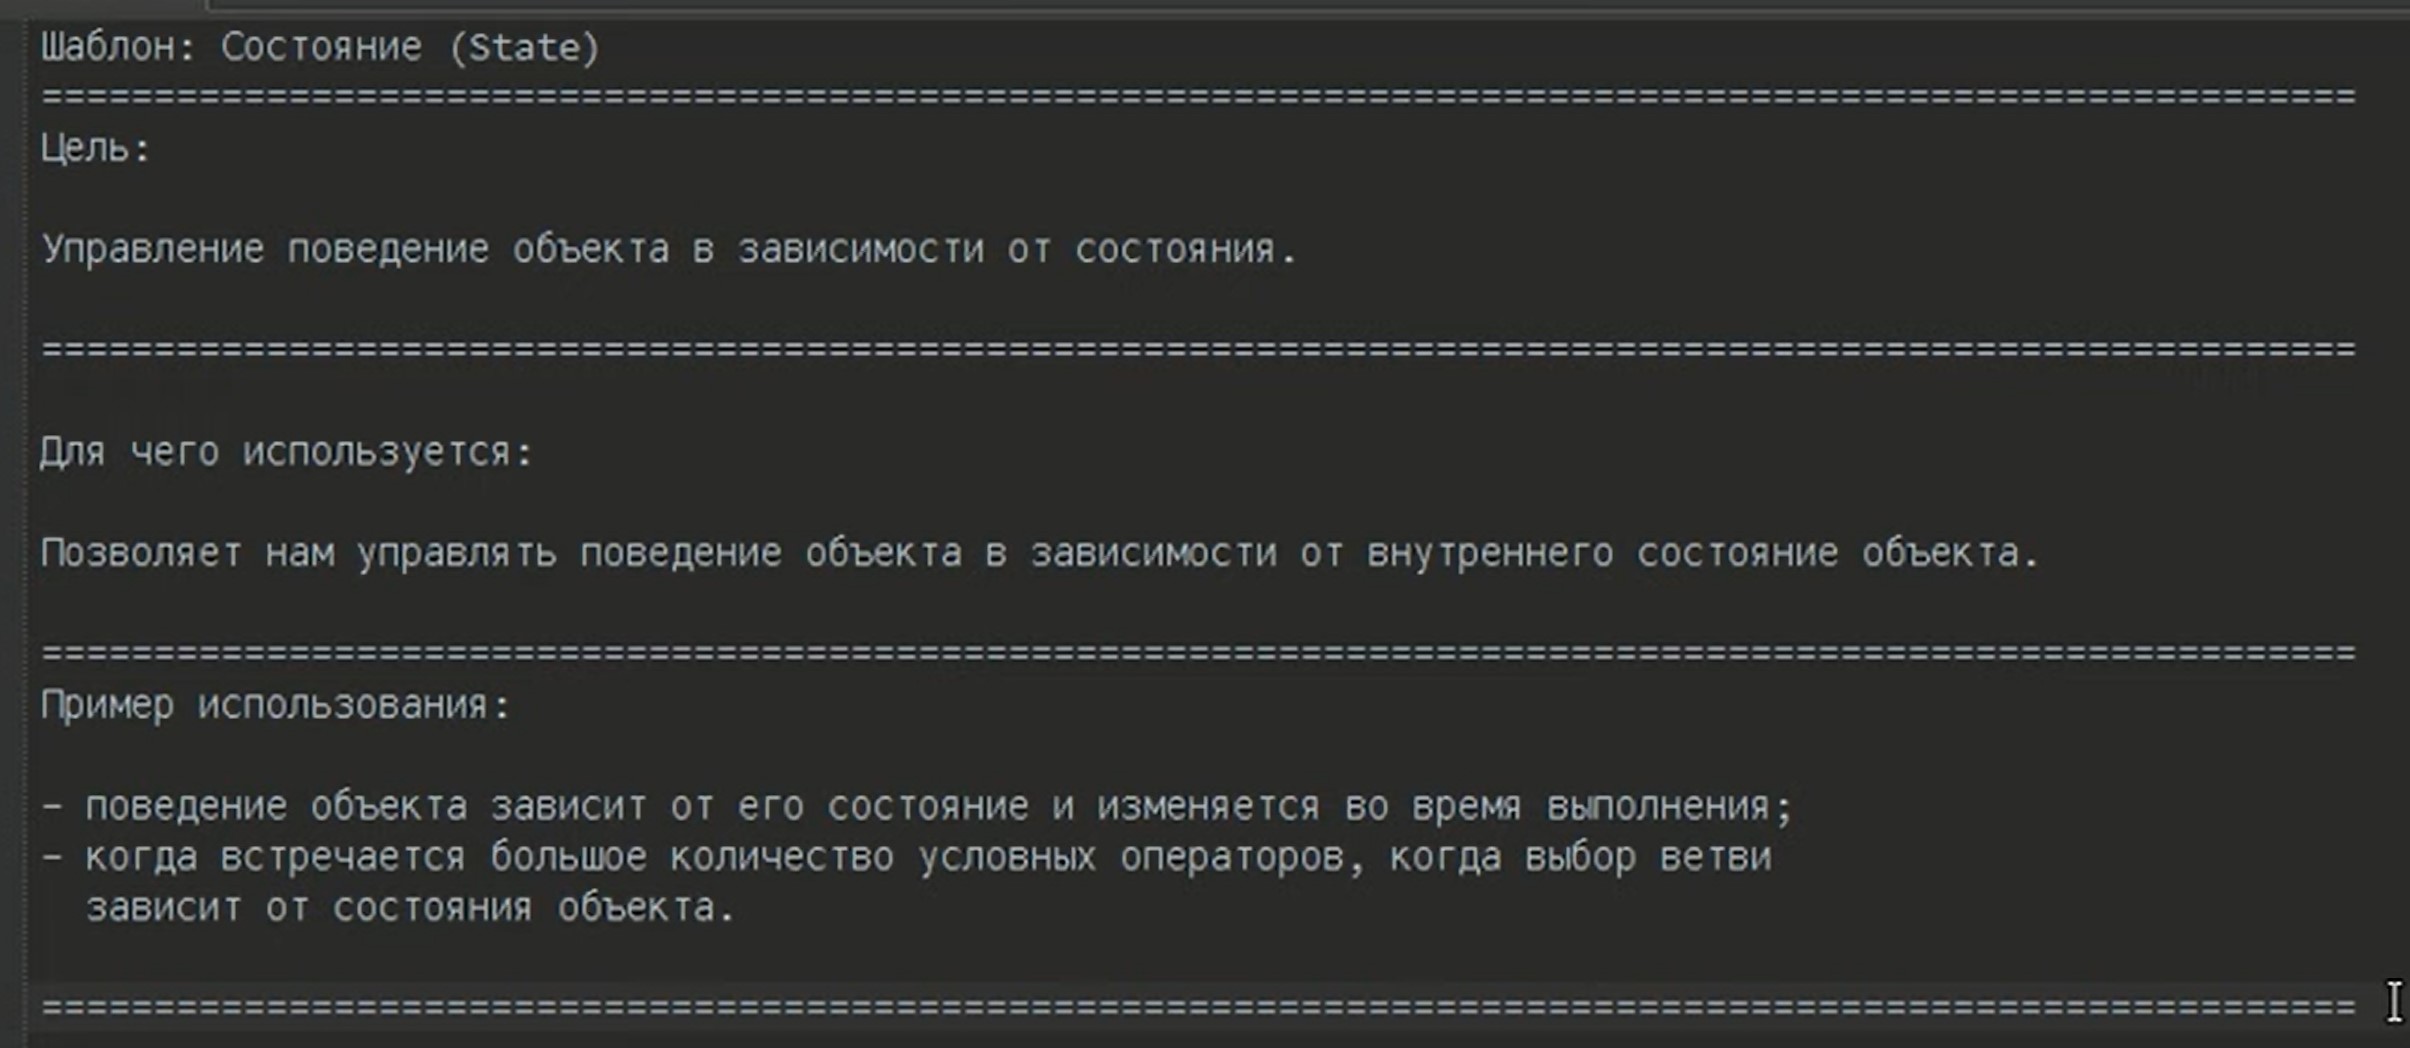 Шаблон: Состояние (State)
=======================================================================================================
Цель:
Управление поведение объекта в зависимости от состояния.
=======================================================================================================
Для чего используется:
Позволяет нам управлять поведение объекта в зависимости от внутреннего состояние объекта.
=======================================================================================================
Пример использования:
- поведение объекта зависит от его состояние и изменяется во время выполнения;
- когда встречается большое количество условных операторов, когда выбор ветви
зависит от состояния объекта.
=======================================================================================================